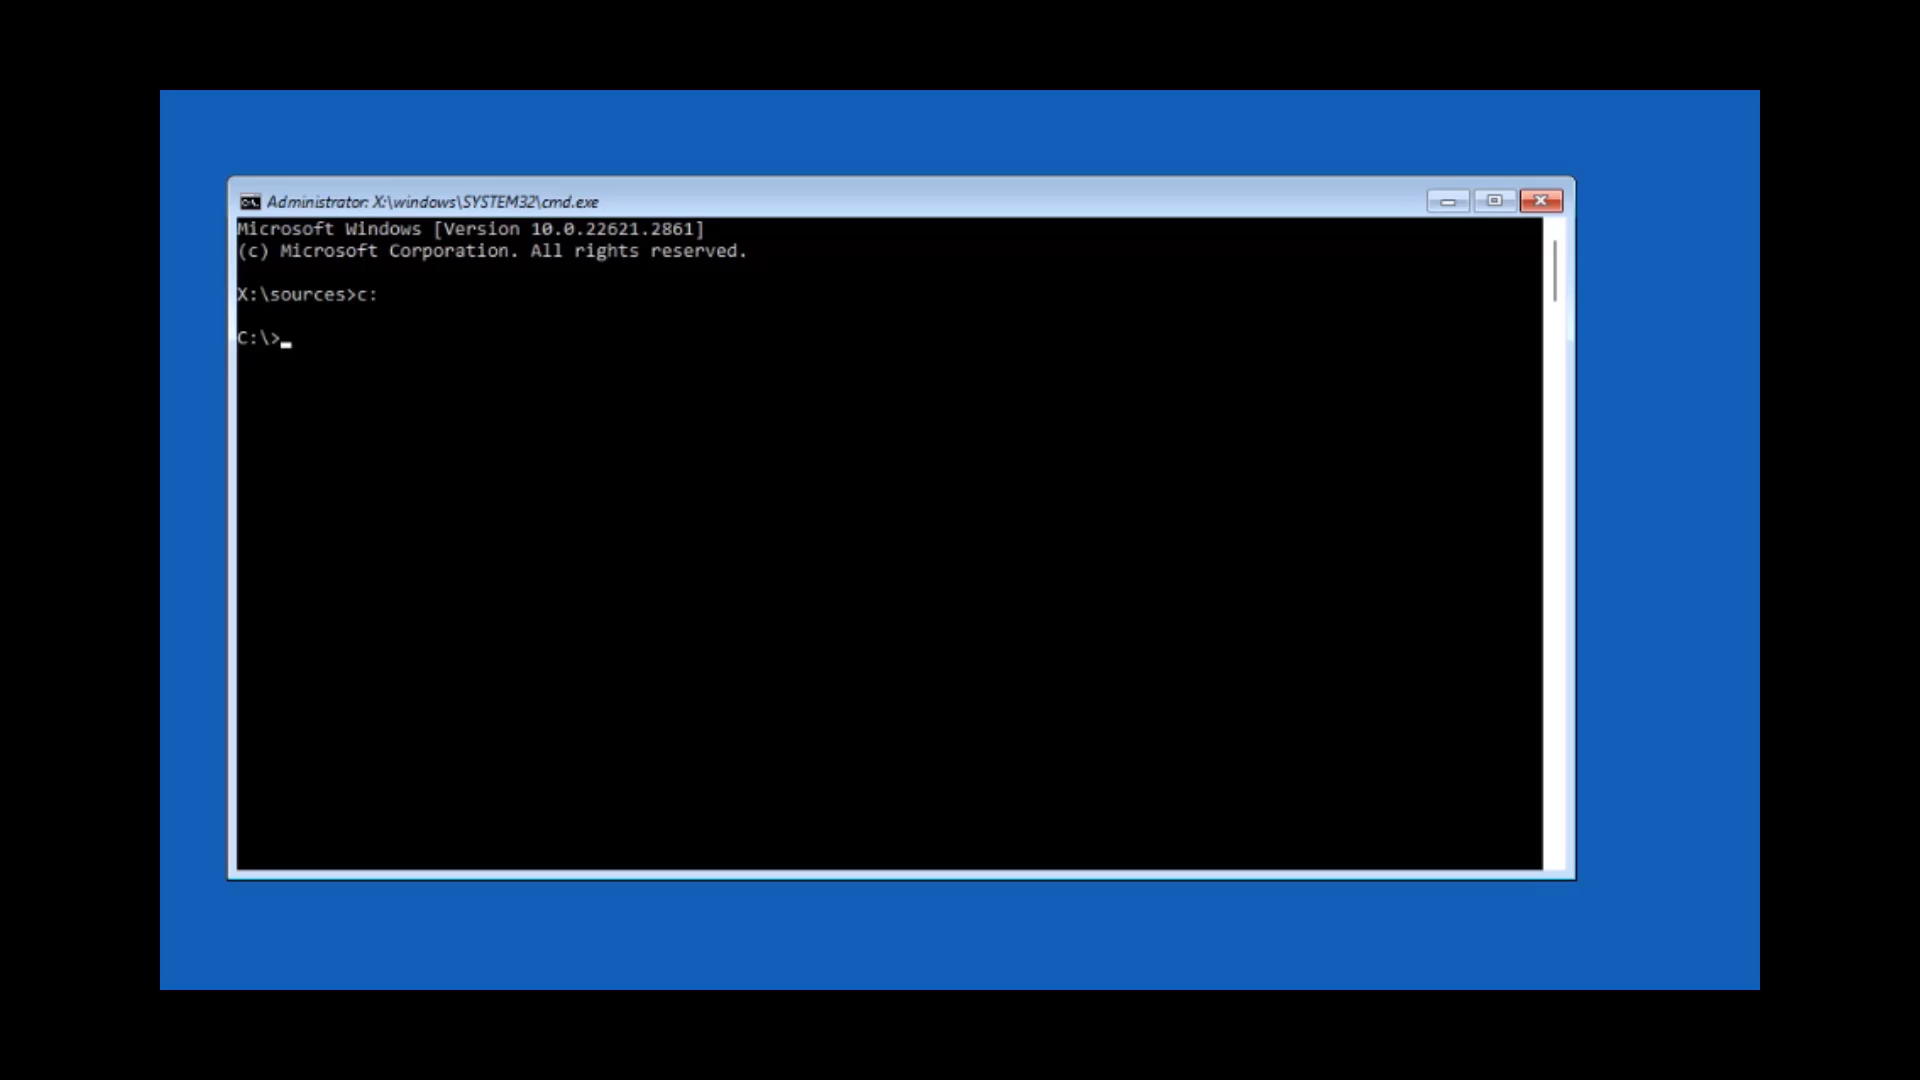 Administrator: X:\windows\SYSTEM32\cmd.exe
Microsoft Windows [Version 10.0.22621.2861]
(c) Microsoft Corporation. All rights reserved.
X:\sources>c:
C:\>